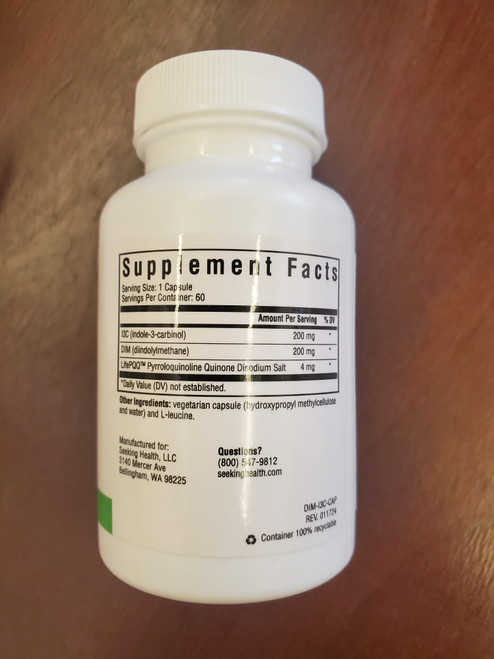 Supplement Facts
Serving Size: 1 Capsule
Servings Per Container: 60
Amount Per Serving % DV
I3C (indole-3-carbinol) 200 mg *
DIM (diindolylmethane) 200 mg *
LifePQQ™ Pyrroloquinoline Quinone Disodium Salt 4 mg *
*Daily Value (DV) not established.
Other ingredients: vegetarian capsule (hydroxypropyl methylcellulose
and water) and L-leucine.
Manufactured for:
Seeking Health, LLC
3140 Mercer Ave
Bellingham, WA 98225
Questions?
(800) 547-9812
seekinghealth.com
DIM-I3C-CAP
REV. 011724
Container 100% recyclable